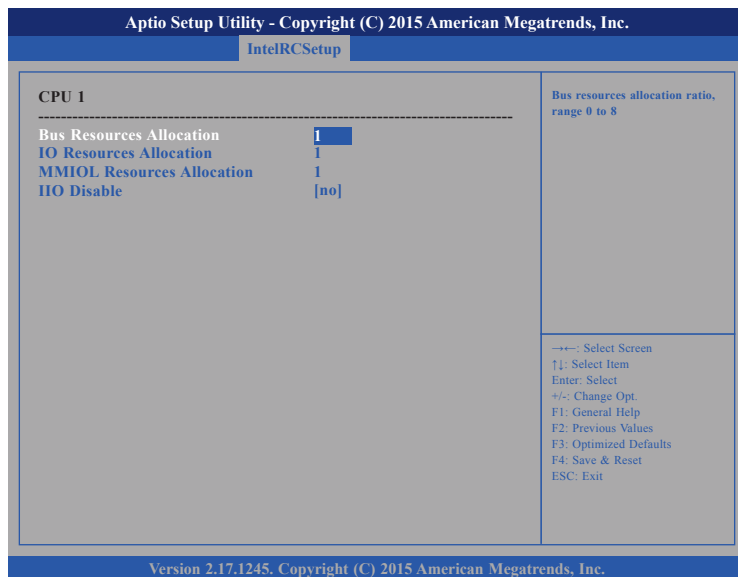 Aptio Setup Utility - Copyright (C) 2015 American Megatrends, Inc.
IntelRCSetup
CPU 1
--------------------------------------------------------------------------------
Bus Resources Allocation 1
IO Resources Allocation 1
MMIOL Resources Allocation 1
IIO Disable [no]
Bus resources allocation ratio,
range 0 to 8
→←: Select Screen
↑↓: Select Item
Enter: Select
+/-: Change Opt.
F1: General Help
F2: Previous Values
F3: Optimized Defaults
F4: Save & Reset
ESC: Exit
Version 2.17.1245. Copyright (C) 2015 American Megatrends, Inc.